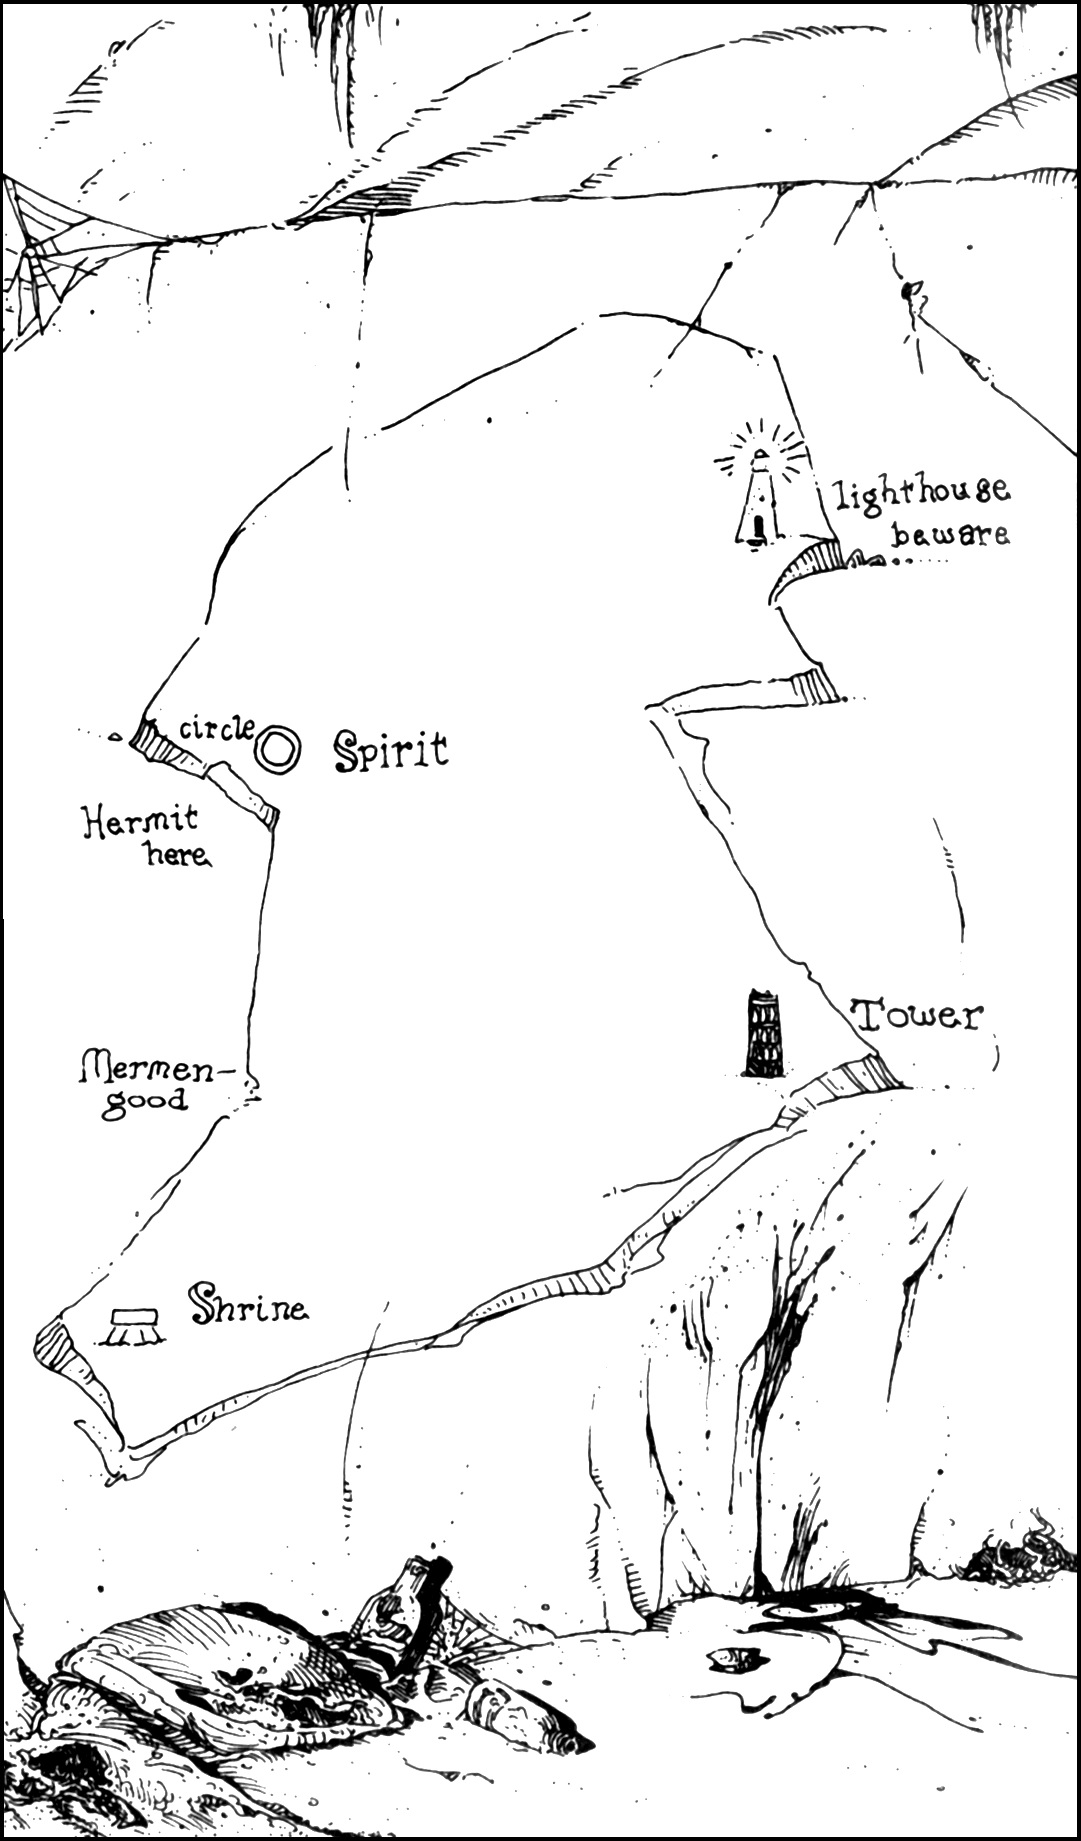 lighthouse
beware
circle
Spirit
Hermit
here
Tower
Mermen-
good
Shrine